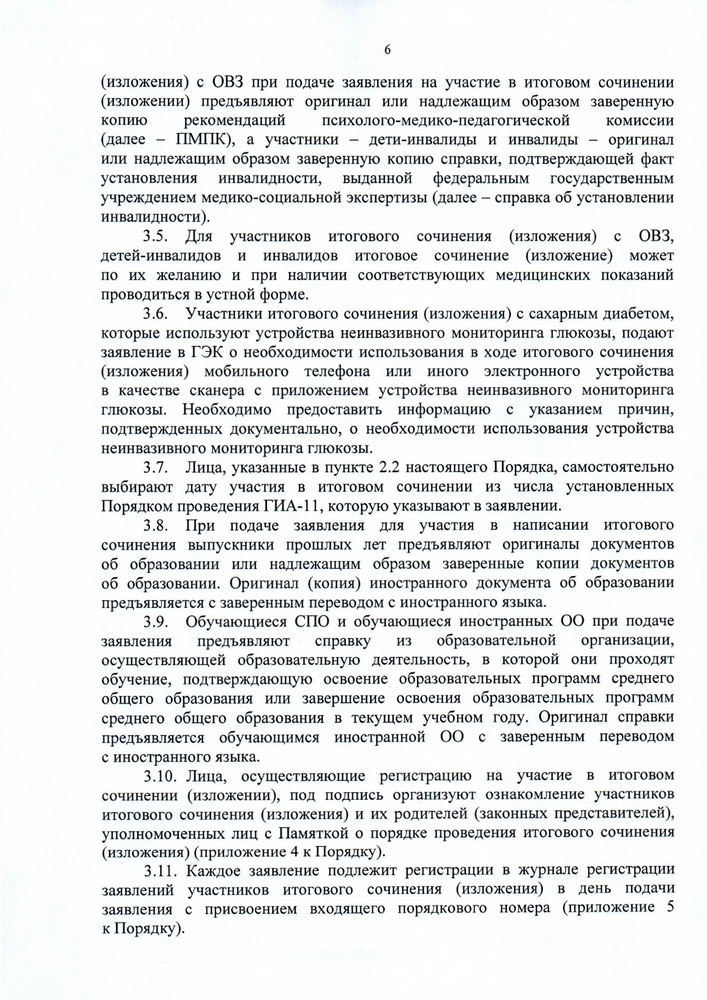 6
(изложения) с ОВЗ при подаче заявления на участие в итоговом сочинении
(изложении) предъявляют оригинал или надлежащим образом заверенную
копию рекомендаций психолого-медико-педагогической комиссии
(далее – ПМПК), а участники – дети-инвалиды и инвалиды – оригинал
или надлежащим образом заверенную копию справки, подтверждающей факт
установления инвалидности, выданной федеральным государственным
учреждением медико-социальной экспертизы (далее – справка об установлении
инвалидности).
3.5. Для участников итогового сочинения (изложения) с ОВЗ,
детей-инвалидов и инвалидов итоговое сочинение (изложение) может
по их желанию и при наличии соответствующих медицинских показаний
проводиться в устной форме.
3.6. Участники итогового сочинения (изложения) с сахарным диабетом,
которые используют устройства неинвазивного мониторинга глюкозы, подают
заявление в ГЭК о необходимости использования в ходе итогового сочинения
(изложения) мобильного телефона или иного электронного устройства
в качестве сканера с приложением устройства неинвазивного мониторинга
глюкозы. Необходимо предоставить информацию с указанием причин,
подтвержденных документально, о необходимости использования устройства
неинвазивного мониторинга глюкозы.
3.7. Лица, указанные в пункте 2.2 настоящего Порядка, самостоятельно
выбирают дату участия в итоговом сочинении из числа установленных
Порядком проведения ГИА-11, которую указывают в заявлении.
3.8. При подаче заявления для участия в написании итогового
сочинения выпускники прошлых лет предъявляют оригиналы документов
об образовании или надлежащим образом заверенные копии документов
об образовании. Оригинал (копия) иностранного документа об образовании
предъявляется с заверенным переводом с иностранного языка.
3.9. Обучающиеся СПО и обучающиеся иностранных ОО при подаче
заявления предъявляют справку из образовательной организации,
осуществляющей образовательную деятельность, в которой они проходят
обучение, подтверждающую освоение образовательных программ среднего
общего образования или завершение освоения образовательных программ
среднего общего образования в текущем учебном году. Оригинал справки
предъявляется обучающимся иностранной ОО с заверенным переводом
с иностранного языка.
3.10. Лица, осуществляющие регистрацию на участие в итоговом
сочинении (изложении), под подпись организуют ознакомление участников
итогового сочинения (изложения) и их родителей (законных представителей),
уполномоченных лиц с Памяткой о порядке проведения итогового сочинения
(изложения) (приложение 4 к Порядку).
3.11. Каждое заявление подлежит регистрации в журнале регистрации
заявлений участников итогового сочинения (изложения) в день подачи
заявления с присвоением входящего порядкового номера (приложение 5
к Порядку).